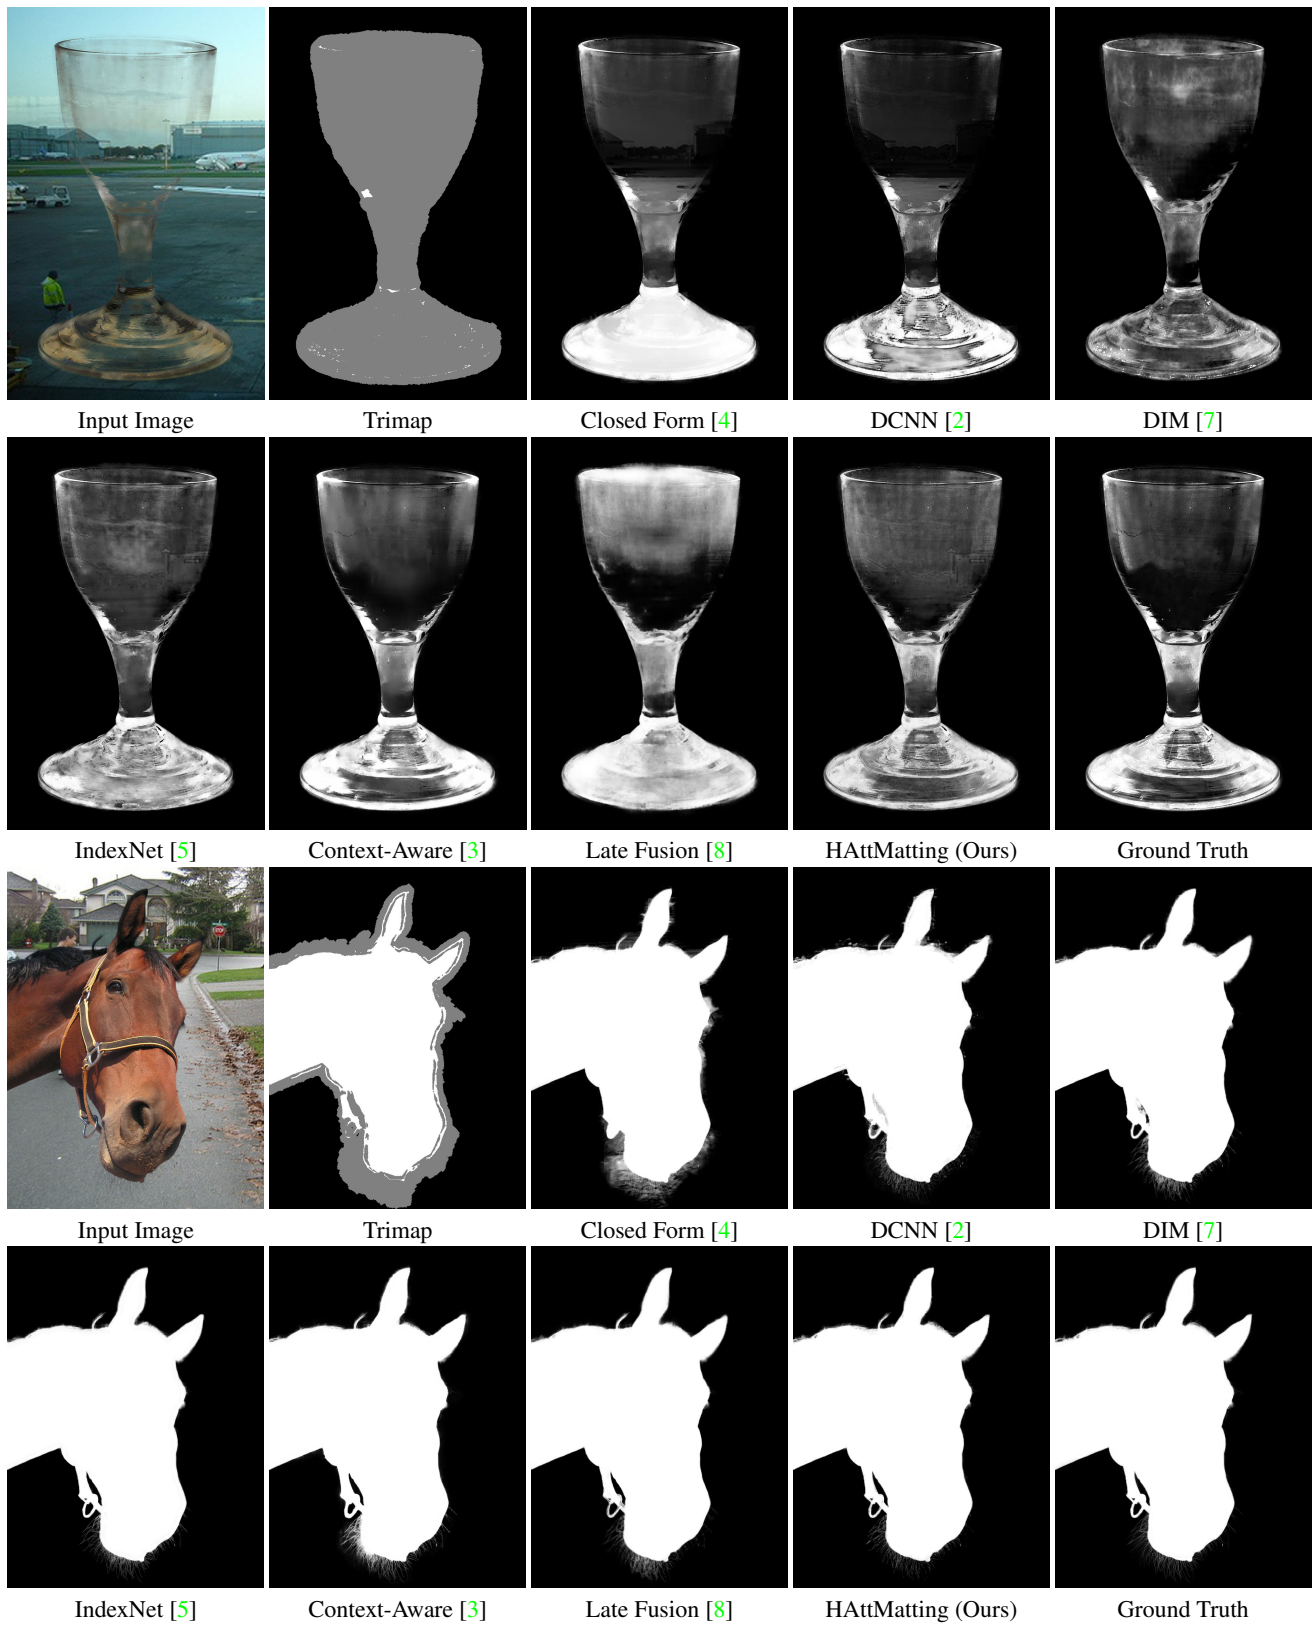 Input Image Trimap Closed Form [4] DCNN [2] DIM [7]
IndexNet [5] Context-Aware [3] Late Fusion [8] HAttMatting (Ours) Ground Truth
STOP
Input Image Trimap Closed Form [4] DCNN [2] DIM [7]
IndexNet [5] Context-Aware [3] Late Fusion [8] HAttMatting (Ours) Ground Truth